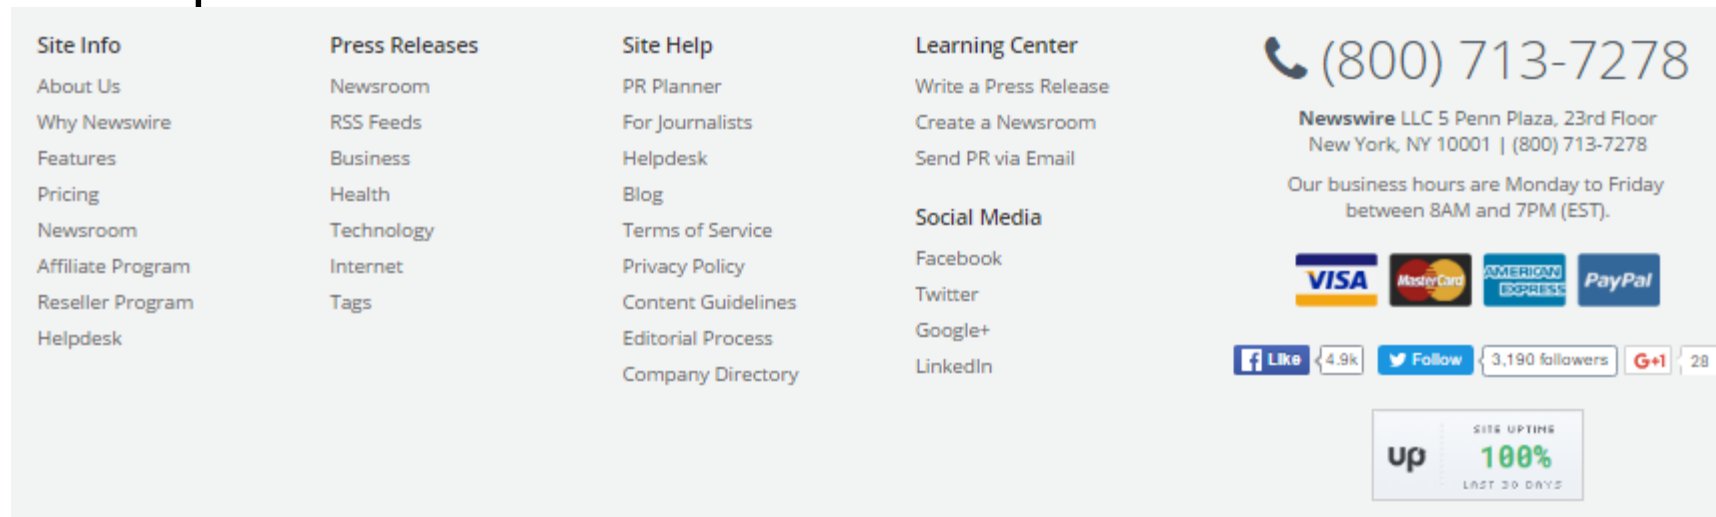 Site Info
About Us
Why Newswire
Features
Pricing
Newsroom
Affiliate Program
Reseller Program
Helpdesk
Press Releases
Newsroom
RSS Feeds
Business
Health
Technology
Internet
Tags
Site Help
PR Planner
For Journalists
Helpdesk
Blog
Terms of Service
Privacy Policy
Content Guidelines
Editorial Process
Company Directory
Learning Center
Write a Press Release
Create a Newsroom
Send PR via Email
Social Media
Facebook
Twitter
Google+
LinkedIn
(800) 713-7278
Newswire LLC 5 Penn Plaza, 23rd Floor
New York, NY 10001 | (800) 713-7278
Our business hours are Monday to Friday
between 8AM and 7PM (EST).
VISA MasterCard AMERICAN EXPRESS PayPal
Like 4.9k Follow 3,190 followers G+1 28
SITE UPTIME
up 100%
LAST 30 DAYS